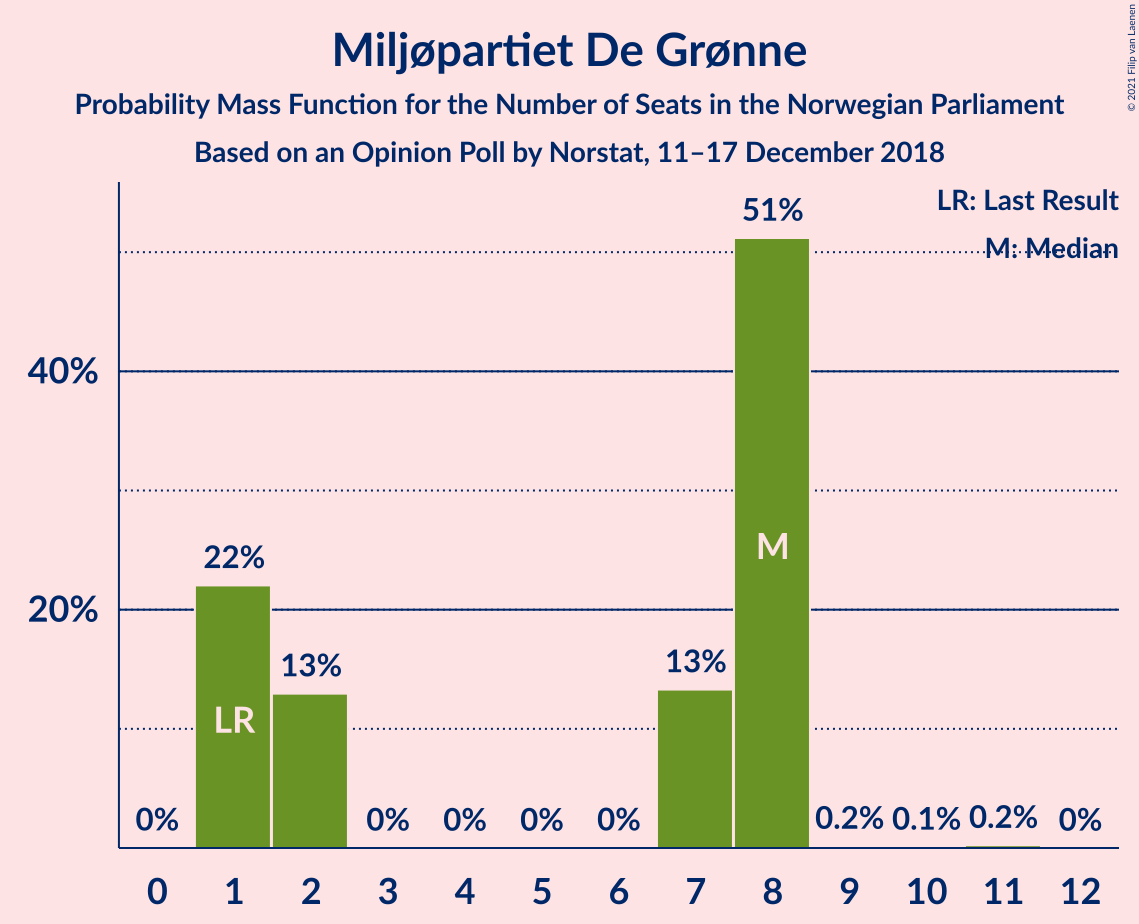 Miljøpartiet De Grønne
Probability Mass Function for the Number of Seats in the Norwegian Parliament
Based on an Opinion Poll by Norstat, 11–17 December 2018
© 2021 Filip van Laenen
LR: Last Result
M: Median
51%
40%
M
22%
20%
13%
13%
LR
0%
0%
0%
0%
0%
0.2%
0.1%
0.2%
0%
0 1 2 3 4 5 6 7 8 9 10 11 12